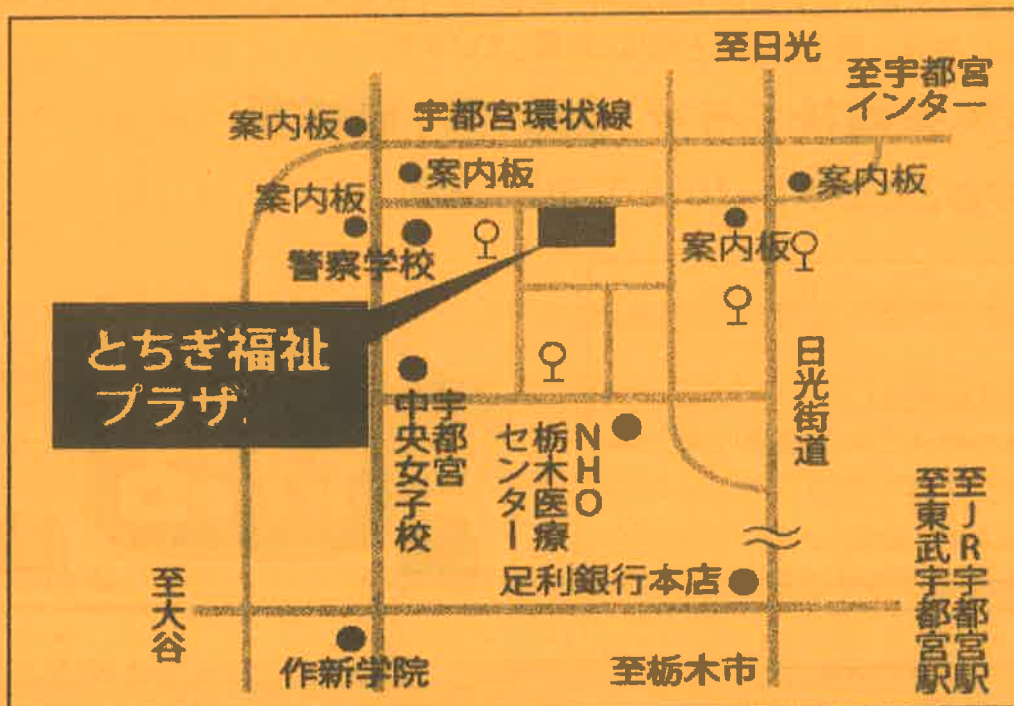 至日光
至宇都宮
インター
案内板
宇都宮環状線
案内板
案内板
案内板
案内板
警察学校
とちぎ福祉
プラザ
日光街道
宇都宮
中央女子校
NHO
栃木医療
センター
至JR宇都宮駅
至東武宇都宮駅
足利銀行本店
至大谷
作新学院
至栃木市